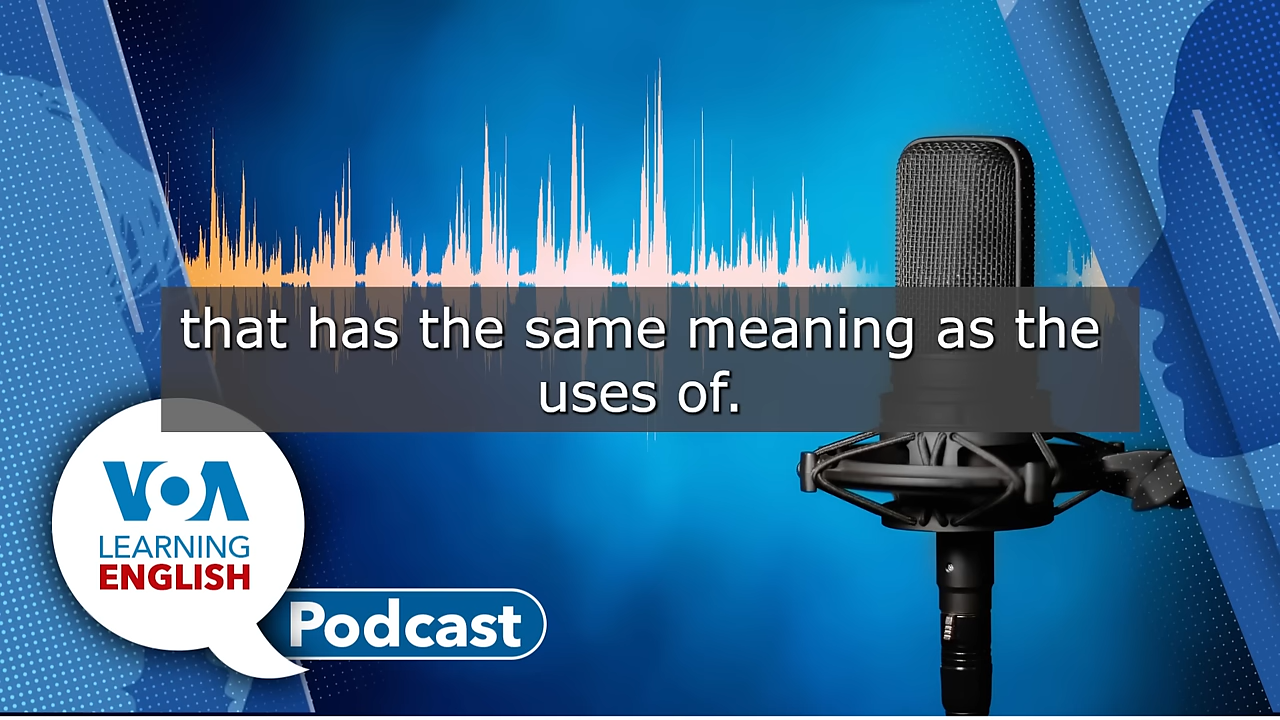 that has the same meaning as the
uses of.
VOA
LEARNING
ENGLISH
Podcast